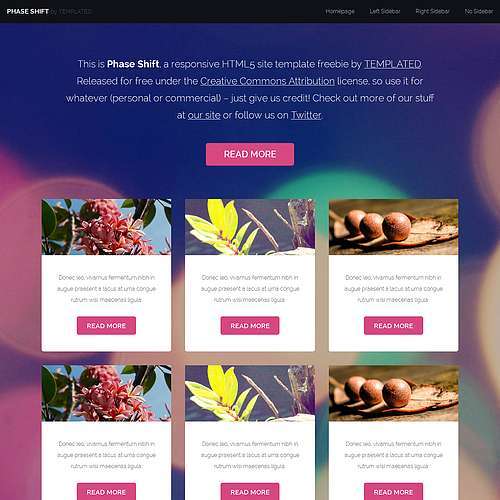 PHASE SHIFT by TEMPLATED
Homepage Left Sidebar Right Sidebar No Sidebar
This is Phase Shift, a responsive HTML5 site template freebie by TEMPLATED
Released for free under the Creative Commons Attribution license, so use it for
whatever (personal or commercial) – just give us credit! Check out more of our stuff
at our site or follow us on Twitter.
READ MORE
Donec leo, vivamus fermentum nibh in
augue praesent a lacus at urna congue
rutrum wisi maecenas ligula
READ MORE
Donec leo, vivamus fermentum nibh in
augue praesent a lacus at urna congue
rutrum wisi maecenas ligula
READ MORE
Donec leo, vivamus fermentum nibh in
augue praesent a lacus at urna congue
rutrum wisi maecenas ligula
READ MORE
Donec leo, vivamus fermentum nibh in
augue praesent a lacus at urna congue
rutrum wisi maecenas ligula
READ MORE
Donec leo, vivamus fermentum nibh in
augue praesent a lacus at urna congue
rutrum wisi maecenas ligula
READ MORE
Donec leo, vivamus fermentum nibh in
augue praesent a lacus at urna congue
rutrum wisi maecenas ligula
READ MORE